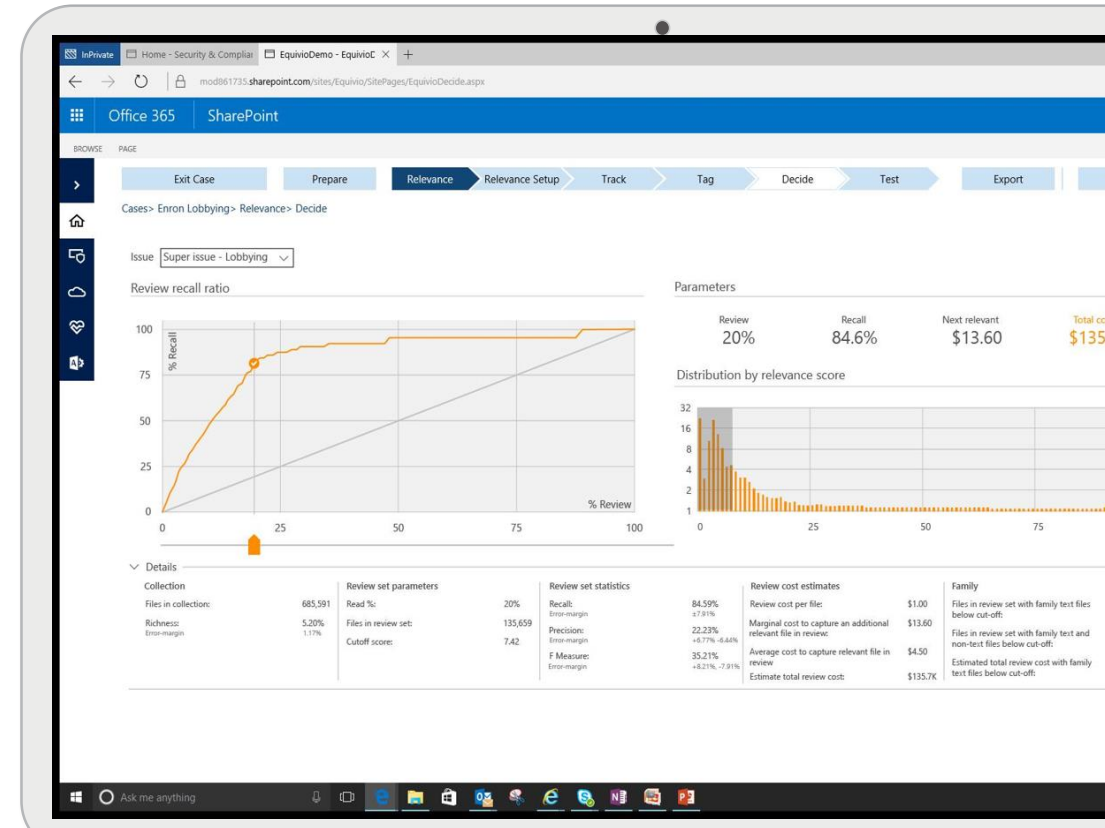 InPrivate
Home - Security & Complian
EquivioDemo - EquivioD
mod861735.sharepoint.com/sites/Equivio/SitePages/EquivioDecide.aspx
Office 365
SharePoint
BROWSE PAGE
Exit Case
Prepare
Relevance
Relevance Setup
Track
Tag
Decide
Test
Export
Cases> Enron Lobbying> Relevance> Decide
Issue Super issue - Lobbying
Review recall ratio
100
75
50
25
0
% Recall
% Review
0 25 50 75 100
Parameters
Review
20%
Recall
84.6%
Next relevant
$13.60
Total co
$135
Distribution by relevance score
32
16
8
4
2
1
0 25 50 75
Details
Collection
Files in collection: 685,591
Richness: 5.20%
Error-margin 1.17%
Review set parameters
Read %: 20%
Files in review set: 135,659
Cutoff score: 7.42
Review set statistics
Recall: 84.59%
Error-margin ±7.91%
Precision: 22.23%
Error-margin +6.77% -6.44%
F Measure: 35.21%
Error-margin +8.21%, -7.91%
Review cost estimates
Review cost per file: $1.00
Marginal cost to capture an additional $13.60
relevant file in review:
Average cost to capture relevant file in $4.50
review
Estimate total review cost: $135.7K
Family
Files in review set with family text files
below cut-off:
Files in review set with family text and
non-text files below cut-off:
Estimated total review cost with family
text files below cut-off:
Ask me anything